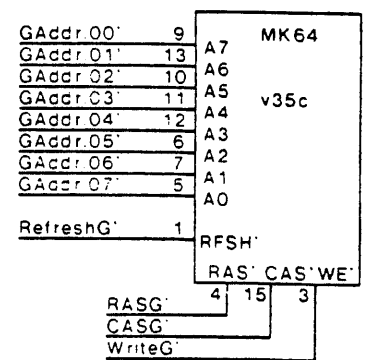 MK64
v35c
GAddr.00' 9 A7
GAddr.01' 13 A6
GAddr.02' 10 A5
GAddr.03' 11 A4
GAddr.04' 12 A3
GAddr.05' 6 A2
GAddr.06' 7 A1
GAddr.07' 5 A0
RefreshG' 1 RFSH'
RAS' CAS' WE'
4 15 3
RASG'
CASG'
WriteG'